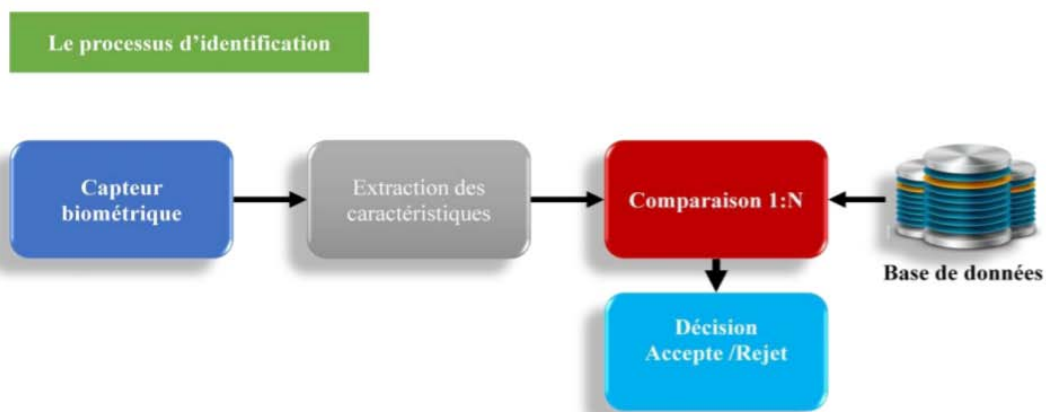 Le processus d’identification
Capteur
biométrique
Extraction des
caractéristiques
Comparaison 1:N
Base de données
Décision
Accepte /Rejet